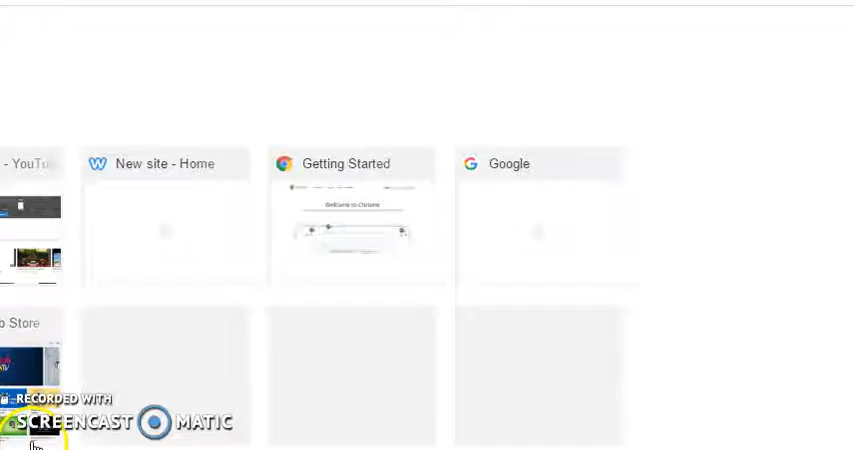 - YouTu
New site - Home
Getting Started
Google
Welcome to Chrome
b Store
RECORDED WITH
SCREENCAST MATIC